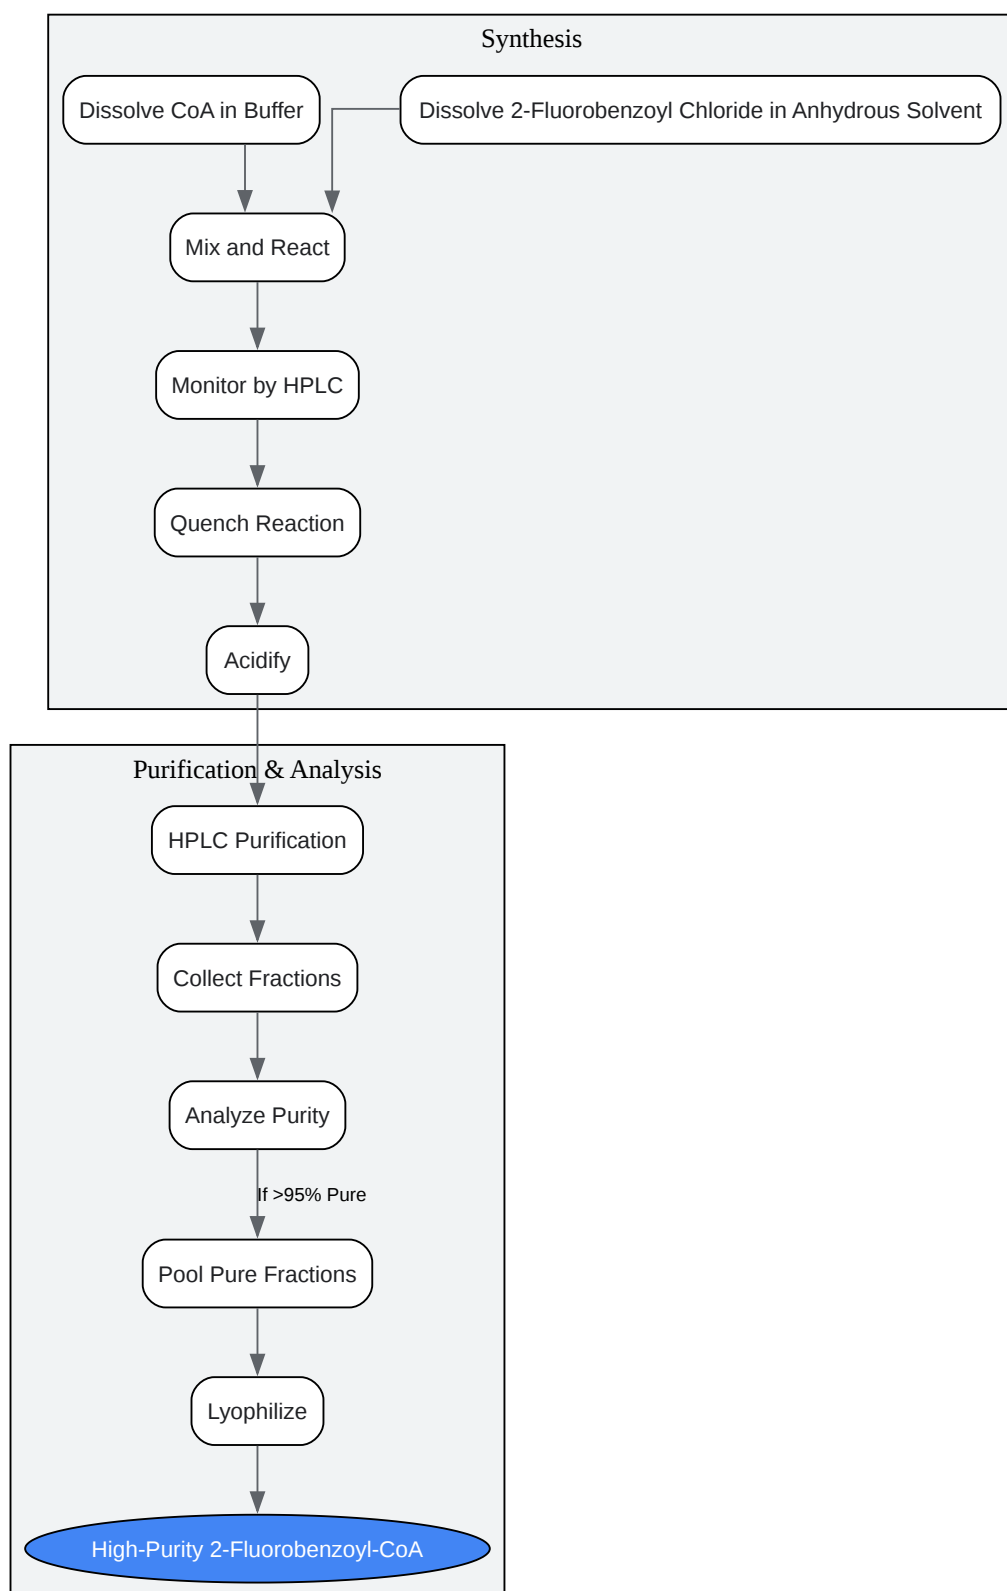 Synthesis
Dissolve CoA in Buffer
Dissolve 2-Fluorobenzoyl Chloride in Anhydrous Solvent
Mix and React
Monitor by HPLC
Quench Reaction
Acidify
Purification & Analysis
HPLC Purification
Collect Fractions
Analyze Purity
If >95% Pure
Pool Pure Fractions
Lyophilize
High-Purity 2-Fluorobenzoyl-CoA